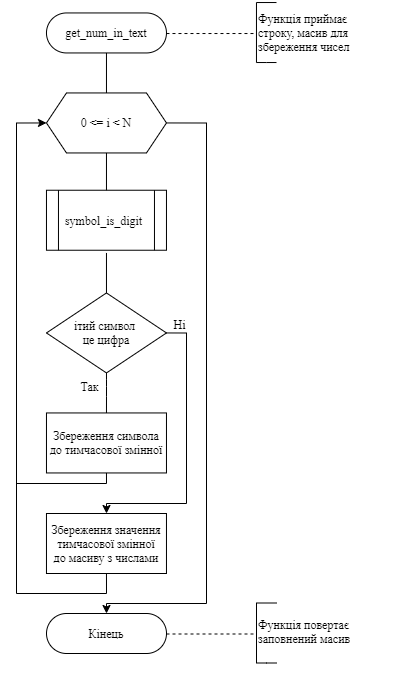 get_num_in_text
Функція приймає
строку, масив для
збереження чисел
0 <= i < N
symbol_is_digit
ітий символ
це цифра
Ні
Так
Збереження символа
до тимчасової змінної
Збереження значення
тимчасової змінної
до масиву з числами
Кінець
Функція повертає
заповнений масив